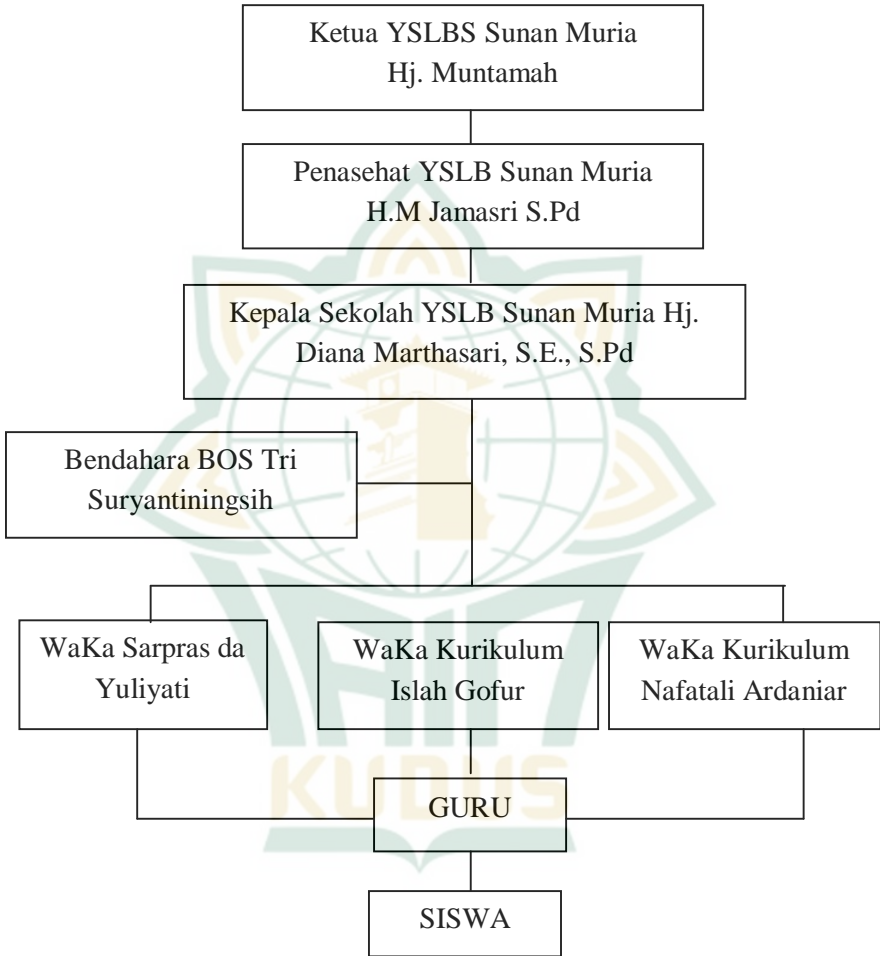 Ketua YSLBS Sunan Muria
Hj. Muntamah
Penasehat YSLB Sunan Muria
H.M Jamasri S.Pd
Kepala Sekolah YSLB Sunan Muria Hj.
Diana Marthasari, S.E., S.Pd
Bendahara BOS Tri
Suryantiningsih
WaKa Sarpras da
Yuliyati
WaKa Kurikulum
Islah Gofur
WaKa Kurikulum
Nafatali Ardaniar
IAIN
KUDUS
GURU
SISWA